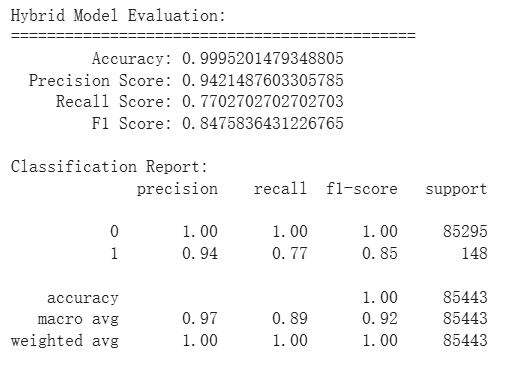 Hybrid Model Evaluation:
=============================================
Accuracy: 0.9995201479348805
Precision Score: 0.9421487603305785
Recall Score: 0.7702702702702703
F1 Score: 0.8475836431226765
Classification Report:
precision recall f1-score support
0 1.00 1.00 1.00 85295
1 0.94 0.77 0.85 148
accuracy 1.00 85443
macro avg 0.97 0.89 0.92 85443
weighted avg 1.00 1.00 1.00 85443